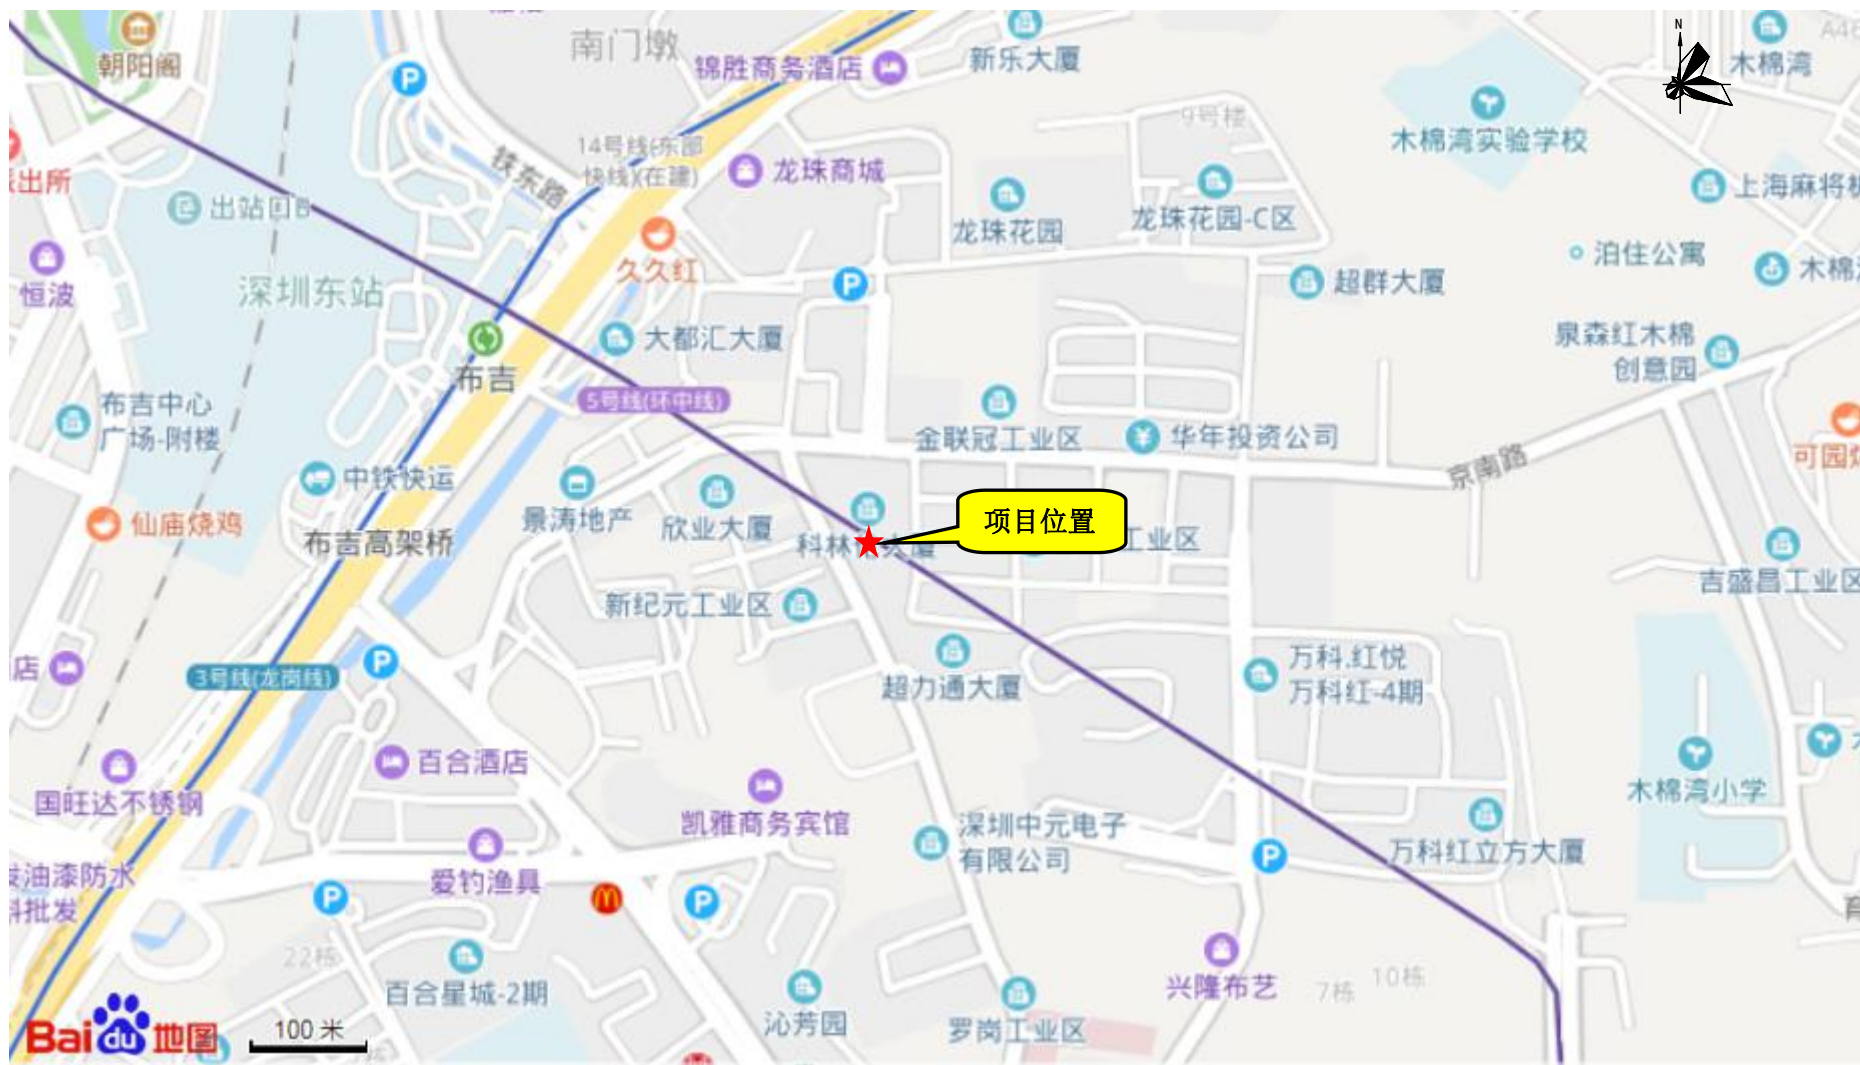 南门墩
锦胜商务酒店
新乐大厦
N
木棉湾
朝阳阁
9号楼
木棉湾实验学校
14号线(东部
快线)(在建)
铁东路
龙珠商城
出所
出站口B
龙珠花园
龙珠花园-C区
上海麻将机
恒波
深圳东站
久久红
超群大厦
泊住公寓
木棉
大都汇大厦
布吉
5号线(环中线)
泉森红木棉
创意园
布吉中心
广场-附楼
金联冠工业区
华年投资公司
京南路
可园
中铁快运
仙庙烧鸡
布吉高架桥
景涛地产
欣业大厦
科林
大厦
项目位置
工业区
新纪元工业区
吉盛昌工业区
店
3号线(龙岗线)
超力通大厦
万科.红悦
万科红-4期
百合酒店
国旺达不锈钢
凯雅商务宾馆
深圳中元电子
有限公司
木棉湾小学
万科红立方大厦
油漆防水
料批发
爱钓渔具
22栋
百合星城-2期
沁芳园
罗岗工业区
兴隆布艺
7栋
10栋
育
Baidu地图
100 米